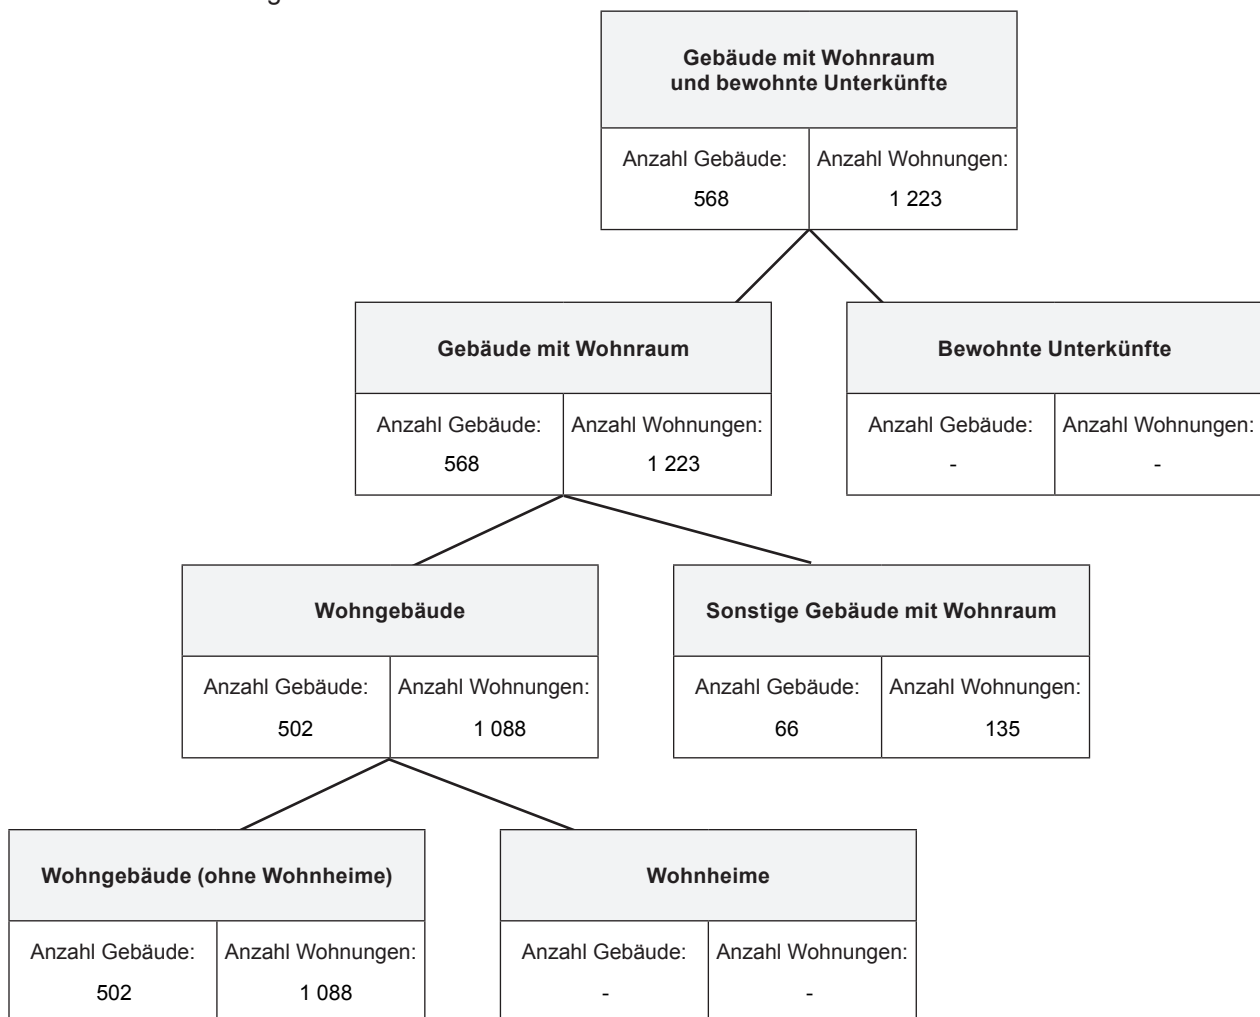 Gebäude mit Wohnraum
und bewohnte Unterkünfte
Anzahl Gebäude: Anzahl Wohnungen:
568 1 223
Gebäude mit Wohnraum
Anzahl Gebäude: Anzahl Wohnungen:
568 1 223
Bewohnte Unterkünfte
Anzahl Gebäude: Anzahl Wohnungen:
- -
Wohngebäude
Anzahl Gebäude: Anzahl Wohnungen:
502 1 088
Sonstige Gebäude mit Wohnraum
Anzahl Gebäude: Anzahl Wohnungen:
66 135
Wohngebäude (ohne Wohnheime)
Anzahl Gebäude: Anzahl Wohnungen:
502 1 088
Wohnheime
Anzahl Gebäude: Anzahl Wohnungen:
- -